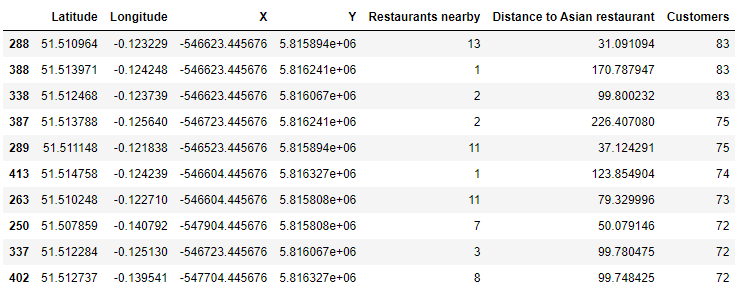 Latitude Longitude X Y Restaurants nearby Distance to Asian restaurant Customers
288 51.510964 -0.123229 -546623.445676 5.815894e+06 13 31.091094 83
388 51.513971 -0.124248 -546623.445676 5.816241e+06 1 170.787947 83
338 51.512468 -0.123739 -546623.445676 5.816067e+06 2 99.800232 83
387 51.513788 -0.125640 -546723.445676 5.816241e+06 2 226.407080 75
289 51.511148 -0.121838 -546523.445676 5.815894e+06 11 37.124291 75
413 51.514758 -0.124239 -546604.445676 5.816327e+06 1 123.854904 74
263 51.510248 -0.122710 -546604.445676 5.815808e+06 11 79.329996 73
250 51.507859 -0.140792 -547904.445676 5.815808e+06 7 50.079146 72
337 51.512284 -0.125130 -546723.445676 5.816067e+06 3 99.780475 72
402 51.512737 -0.139541 -547704.445676 5.816327e+06 8 99.748425 72